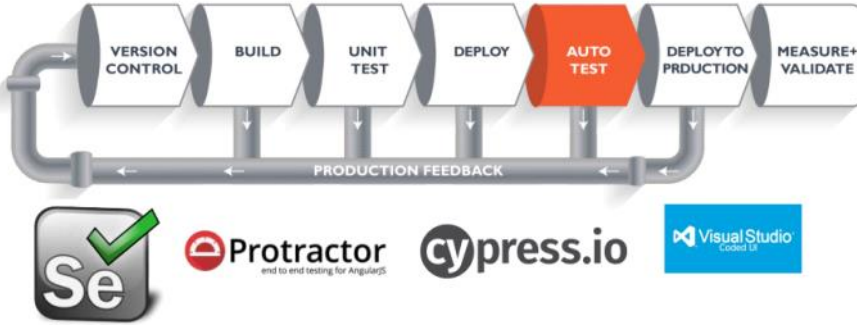 VERSION
CONTROL
BUILD
UNIT
TEST
DEPLOY
AUTO
TEST
DEPLOY TO
PRDUCTION
MEASURE+
VALIDATE
PRODUCTION FEEDBACK
Se
Protractor
end to end testing for AngularJS
cypress.io
Visual Studio
Coded UI